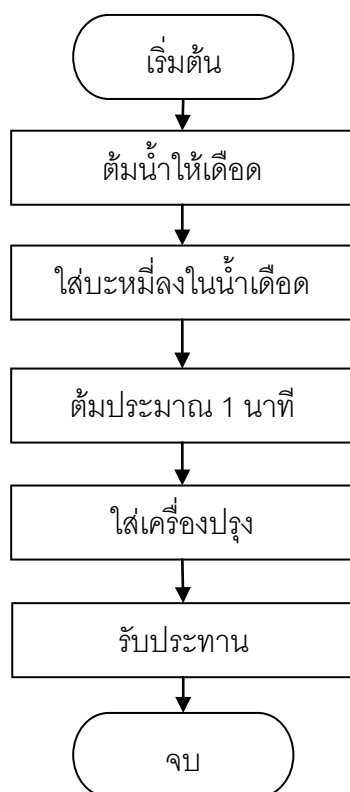 เริ่มต้น
ต้มน้ำให้เดือด
ใส่บะหมี่ลงในน้ำเดือด
ต้มประมาณ 1 นาที
ใส่เครื่องปรุง
รับประทาน
จบ